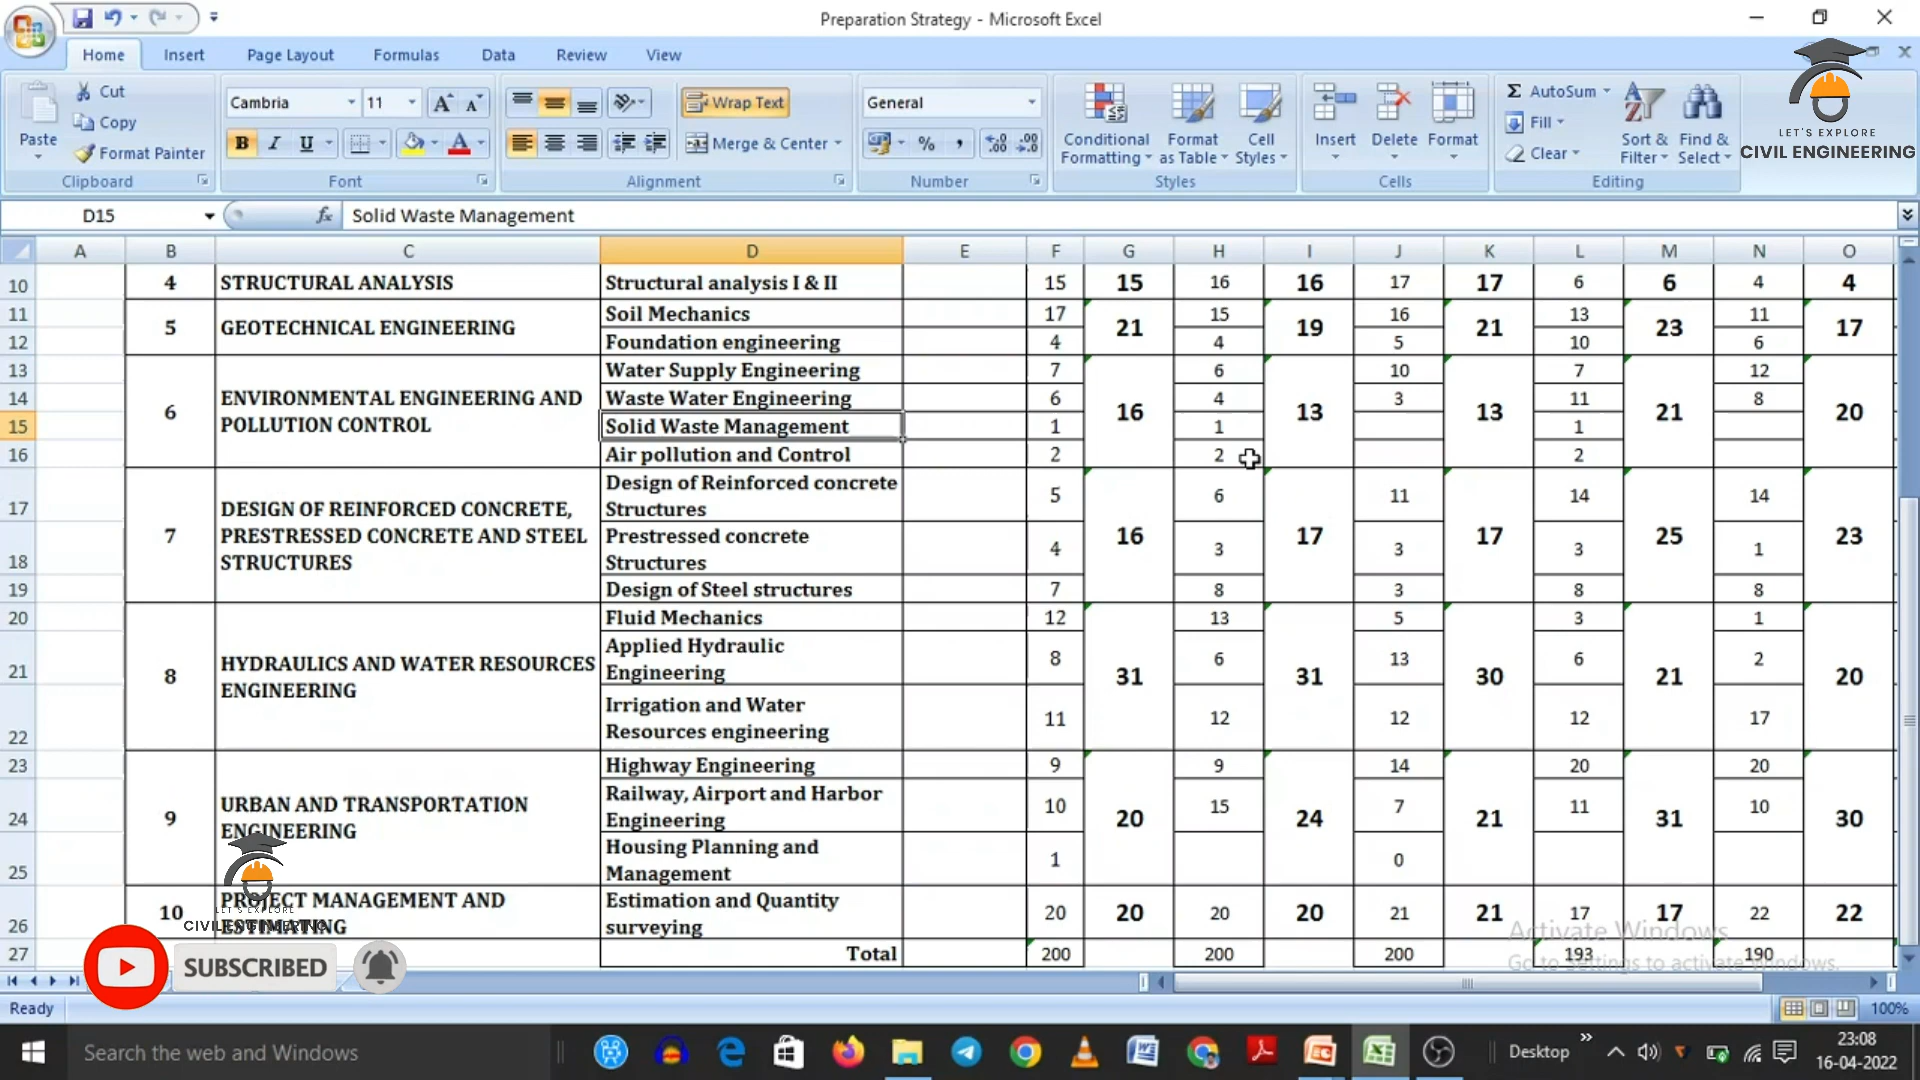 Preparation Strategy - Microsoft Excel
Home Insert Page Layout Formulas Data Review View
Paste
Cut
Copy
Format Painter
Clipboard
Cambria 11
B I U
Font
Wrap Text
Merge & Center
Alignment
General
%
Number
Conditional Formatting
Format as Table
Cell Styles
Styles
Insert Delete Format
Cells
Σ AutoSum
Fill
Clear
Sort & Filter
Find & Select
Editing
LET'S EXPLORE
CIVIL ENGINEERING
D15 fx Solid Waste Management
A B C D E F G H I J K L M N O
10 4 STRUCTURAL ANALYSIS Structural analysis I & II 15 15 16 16 17 17 6 6 4 4
11 5 GEOTECHNICAL ENGINEERING Soil Mechanics 17 21 15 19 16 21 13 23 11 17
12 Foundation engineering 4 4 5 10 6
13 Water Supply Engineering 7 6 10 7 12
14 6 ENVIRONMENTAL ENGINEERING AND Waste Water Engineering 6 16 4 13 3 13 11 21 8 20
15 POLLUTION CONTROL Solid Waste Management 1 1 1
16 Air pollution and Control 2 2 2
17 Design of Reinforced concrete
Structures 5 6 11 14 14
18 7 DESIGN OF REINFORCED CONCRETE,
PRESTRESSED CONCRETE AND STEEL
STRUCTURES
Prestressed concrete
Structures 4 16 3 17 3 17 3 25 1 23
19 Design of Steel structures 7 8 3 8 8
20 Fluid Mechanics 12 13 5 3 1
21 8 HYDRAULICS AND WATER RESOURCES
ENGINEERING
Applied Hydraulic
Engineering 8 31 6 31 13 30 6 21 2 20
22 Irrigation and Water
Resources engineering 11 12 12 12 17
23 Highway Engineering 9 9 14 20 20
24 9 URBAN AND TRANSPORTATION
ENGINEERING
Railway, Airport and Harbor
Engineering 10 20 15 24 7 21 11 31 10 30
25 Housing Planning and
Management 1 0
26 10 PROJECT MANAGEMENT AND
ESTIMATING
Estimation and Quantity
surveying 20 20 20 20 21 21 17 17 22 22
27 Total 200 200 200 193 190
LET'S EXPLORE
CIVIL ENGINEERING
SUBSCRIBED
Activate Windows
Go to Settings to activate Windows.
Ready 100%
Search the web and Windows
Desktop
23:08
16-04-2022